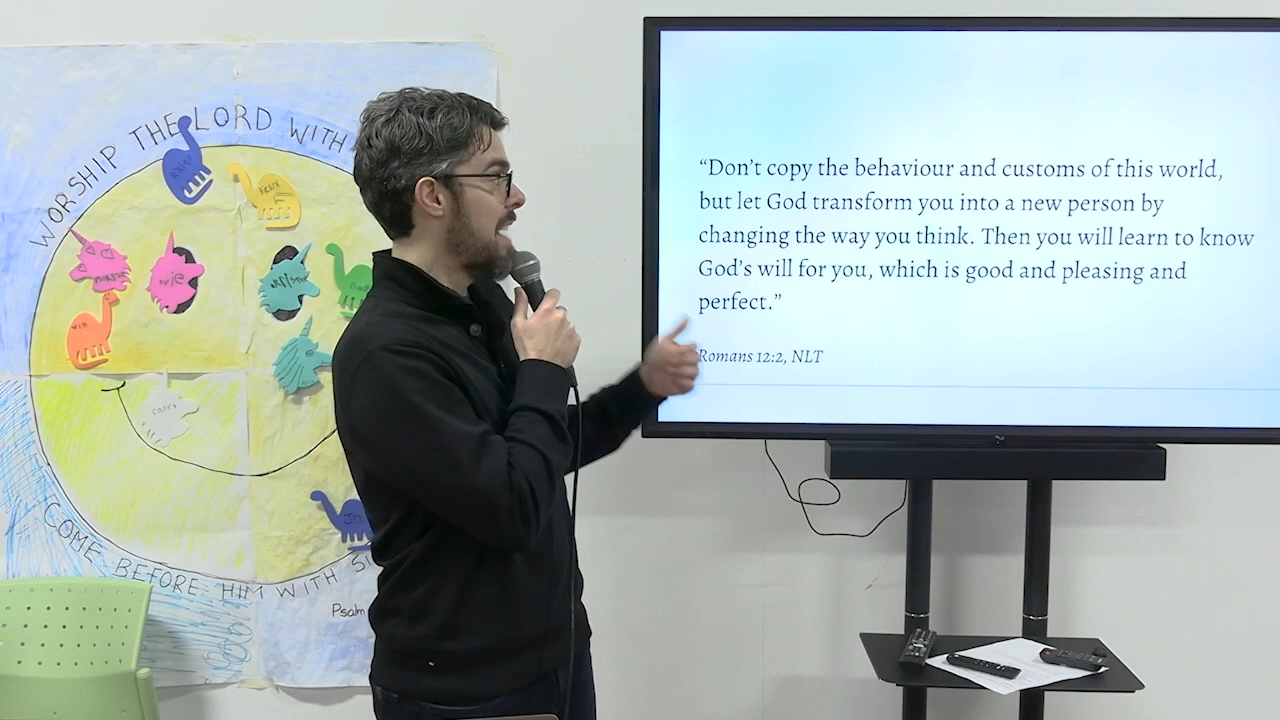 WORSHIP THE LORD WITH
FELIX
COME BEFORE HIM WITH
Psalm
“Don’t copy the behaviour and customs of this world,
but let God transform you into a new person by
changing the way you think. Then you will learn to know
God’s will for you, which is good and pleasing and
perfect.”
Romans 12:2, NLT